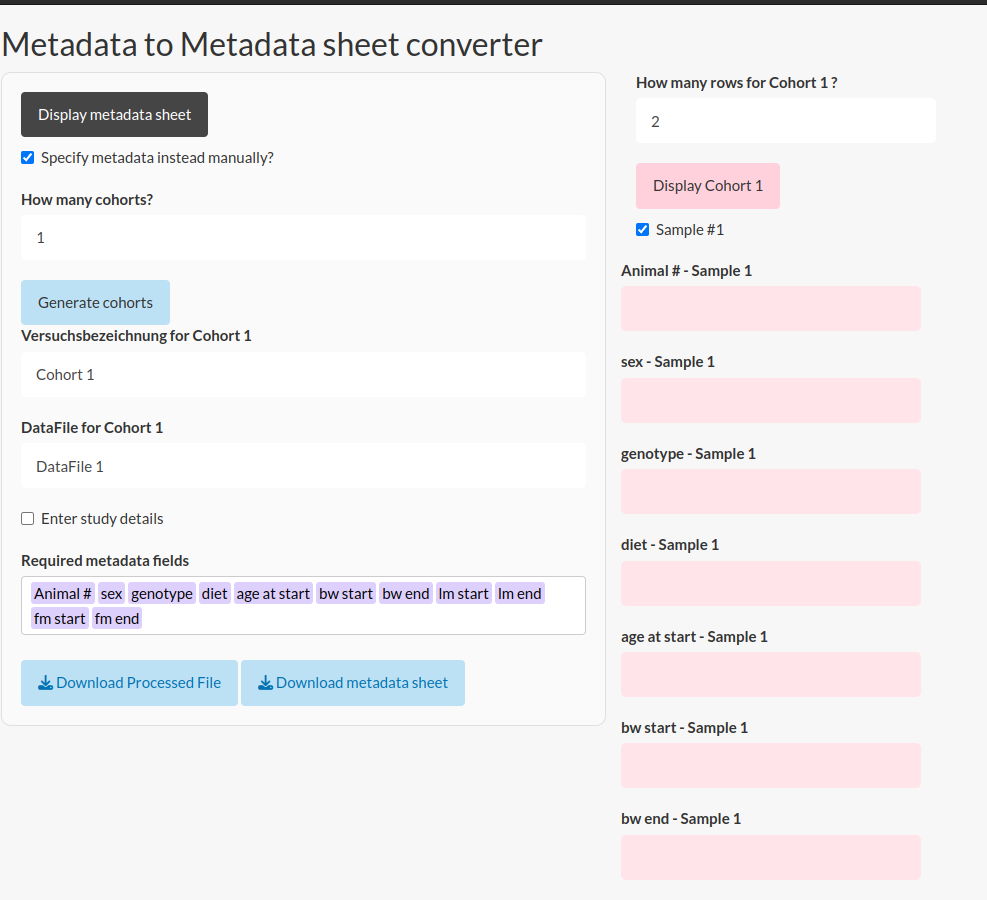 Metadata to Metadata sheet converter
Display metadata sheet
Specify metadata instead manually?
How many cohorts?
1
Generate cohorts
Versuchsbezeichnung for Cohort 1
Cohort 1
DataFile for Cohort 1
DataFile 1
Enter study details
Required metadata fields
Animal # sex genotype diet age at start bw start bw end lm start lm end
fm start fm end
Download Processed File Download metadata sheet
How many rows for Cohort 1 ?
2
Display Cohort 1
Sample #1
Animal # - Sample 1
sex - Sample 1
genotype - Sample 1
diet - Sample 1
age at start - Sample 1
bw start - Sample 1
bw end - Sample 1